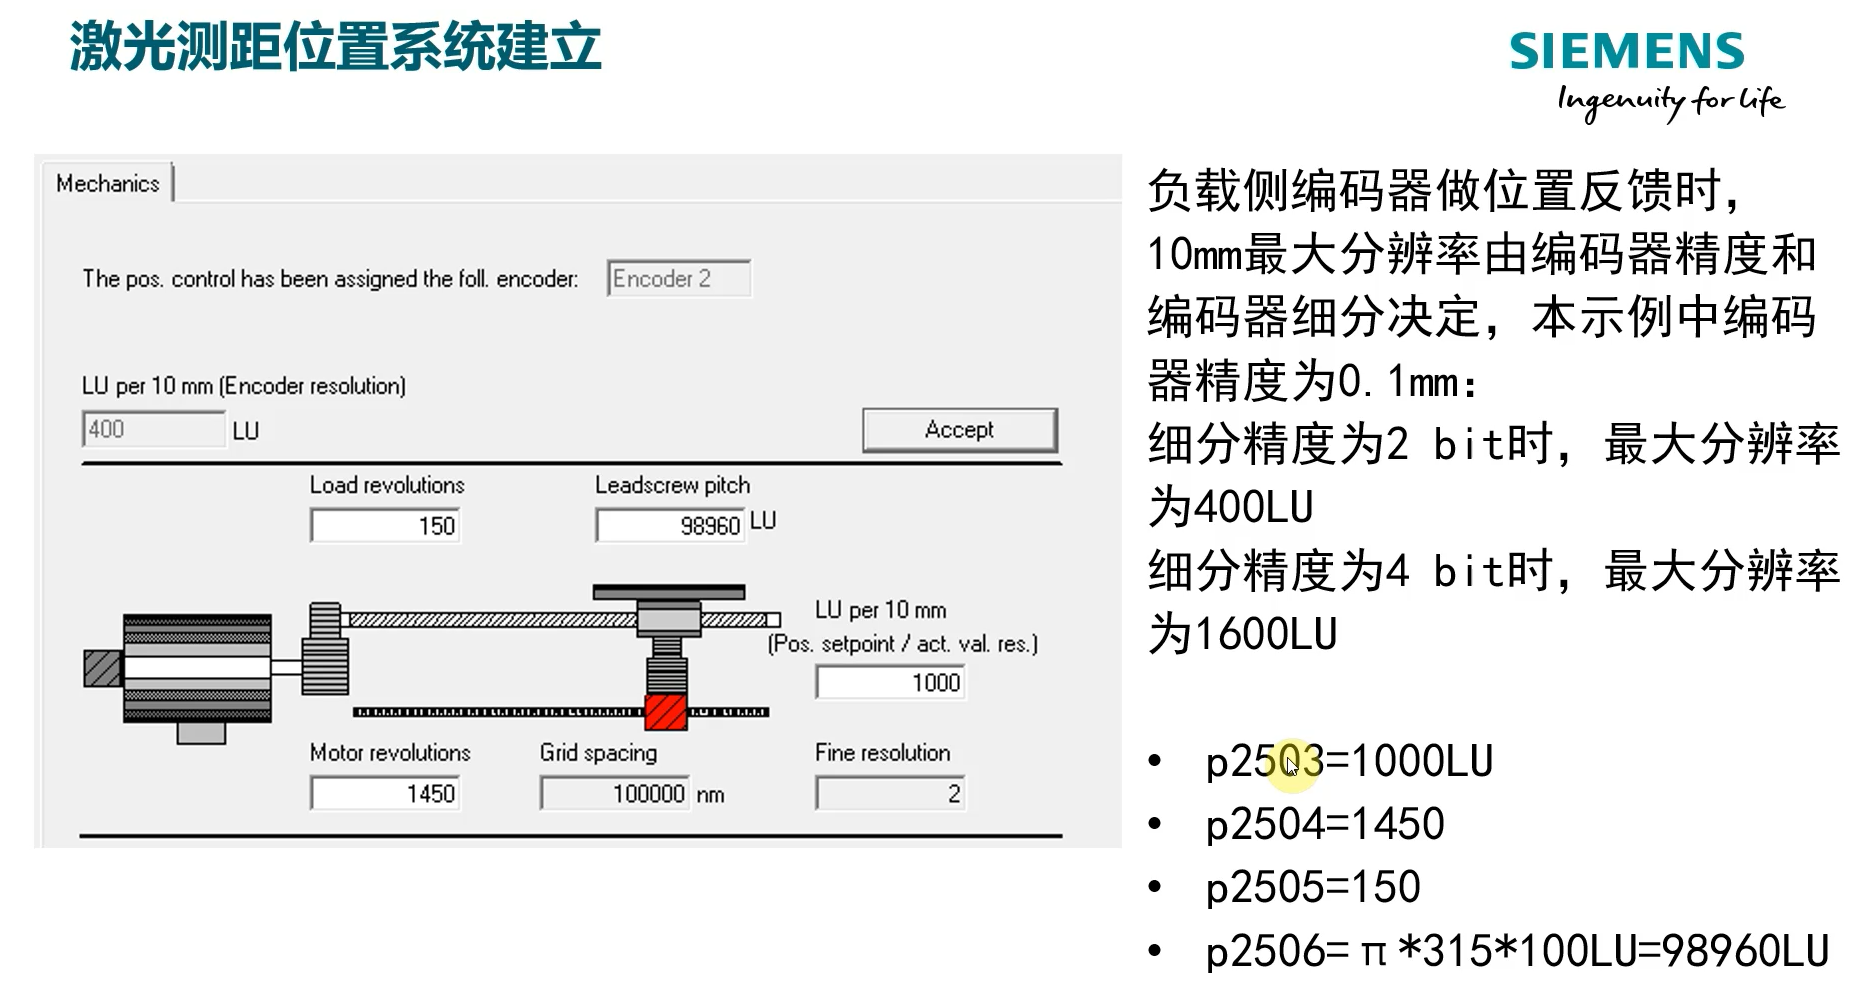 激光测距位置系统建立
SIEMENS
Ingenuity for life
Mechanics
The pos. control has been assigned the foll. encoder:
Encoder 2
LU per 10 mm (Encoder resolution)
400 LU
Accept
Load revolutions
Leadscrew pitch
150
98960 LU
LU per 10 mm
(Pos. setpoint / act. val. res.)
1000
Motor revolutions
Grid spacing
Fine resolution
1450
100000 nm
2
负载侧编码器做位置反馈时，
10mm最大分辨率由编码器精度和
编码器细分决定，本示例中编码
器精度为0.1mm：
细分精度为2 bit时，最大分辨率
为400LU
细分精度为4 bit时，最大分辨率
为1600LU
• p2503=1000LU
• p2504=1450
• p2505=150
• p2506=π*315*100LU=98960LU